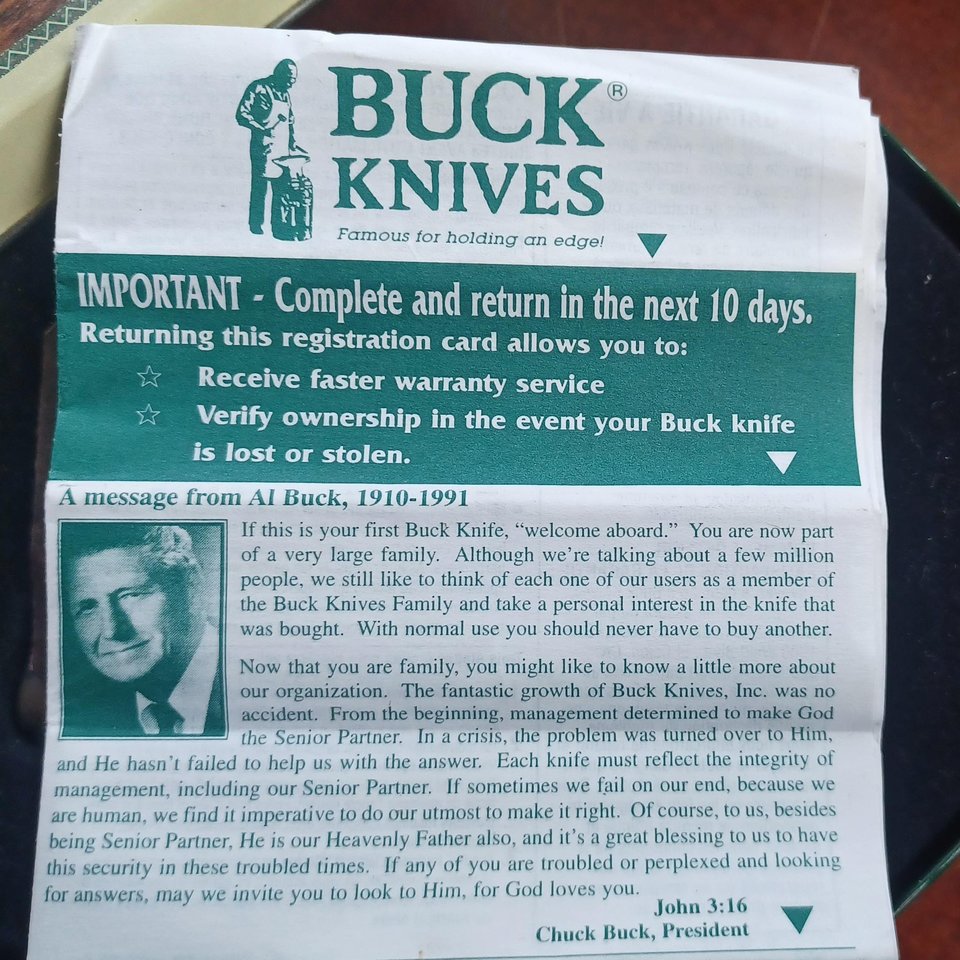 BUCK®
KNIVES
Famous for holding an edge!
IMPORTANT - Complete and return in the next 10 days.
Returning this registration card allows you to:
☆ Receive faster warranty service
☆ Verify ownership in the event your Buck knife
is lost or stolen.
A message from Al Buck, 1910-1991
If this is your first Buck Knife, “welcome aboard.” You are now part
of a very large family. Although we’re talking about a few million
people, we still like to think of each one of our users as a member of
the Buck Knives Family and take a personal interest in the knife that
was bought. With normal use you should never have to buy another.
Now that you are family, you might like to know a little more about
our organization. The fantastic growth of Buck Knives, Inc. was no
accident. From the beginning, management determined to make God
the Senior Partner. In a crisis, the problem was turned over to Him,
and He hasn’t failed to help us with the answer. Each knife must reflect the integrity of
management, including our Senior Partner. If sometimes we fail on our end, because we
are human, we find it imperative to do our utmost to make it right. Of course, to us, besides
being Senior Partner, He is our Heavenly Father also, and it’s a great blessing to us to have
this security in these troubled times. If any of you are troubled or perplexed and looking
for answers, may we invite you to look to Him, for God loves you.
John 3:16
Chuck Buck, President